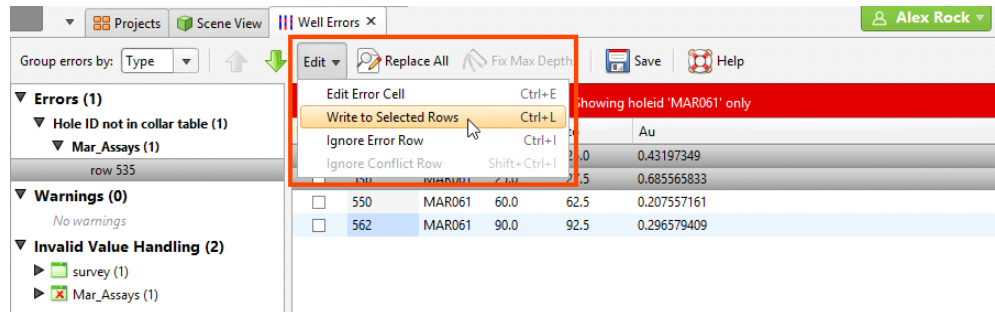 Projects Scene View Well Errors × Alex Rock
Group errors by: Type Edit Replace All Fix Max Depth Save Help
Errors (1)
Hole ID not in collar table (1)
Mar_Assays (1)
row 535
Warnings (0)
No warnings
Invalid Value Handling (2)
survey (1)
Mar_Assays (1)
Edit Error Cell Ctrl+E
Write to Selected Rows Ctrl+L
Ignore Error Row Ctrl+I
Ignore Conflict Row Shift+Ctrl+I
Showing holeid 'MAR061' only
Au
0.43197349
MAR061 0.685565833
550 MAR061 60.0 62.5 0.207557161
562 MAR061 90.0 92.5 0.296579409